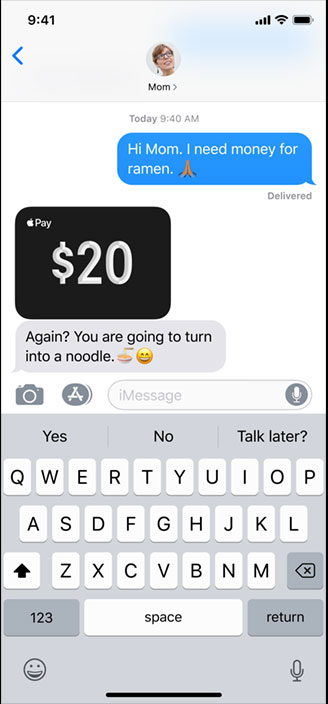 9:41
Mom >
Today 9:40 AM
Hi Mom. I need money for
ramen. 🙏🏾
Delivered
Pay
$20
Again? You are going to turn
into a noodle.🍜😄
iMessage
Yes No Talk later?
Q W E R T Y U I O P
A S D F G H J K L
Z X C V B N M
123 space return